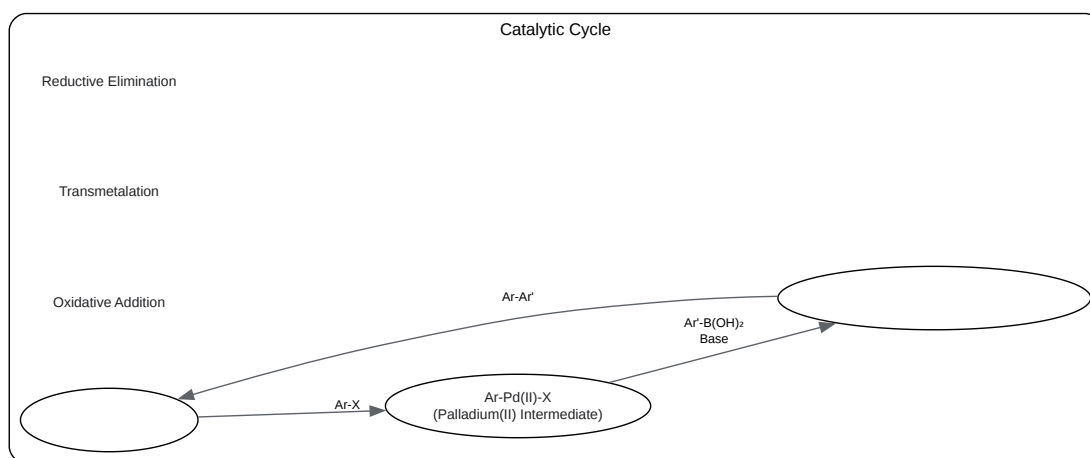 Catalytic Cycle
Reductive Elimination
Transmetalation
Oxidative Addition
Ar-Ar'
Ar'-B(OH)₂
Base
Ar-X
Ar-Pd(II)-X
(Palladium(II) Intermediate)